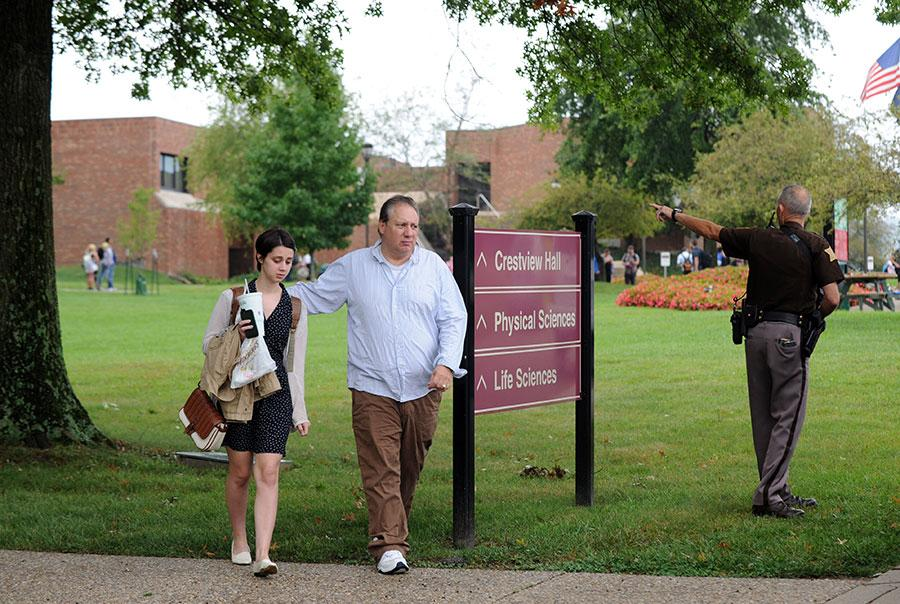 ^ Crestview Hall
^ Physical Sciences
^ Life Sciences